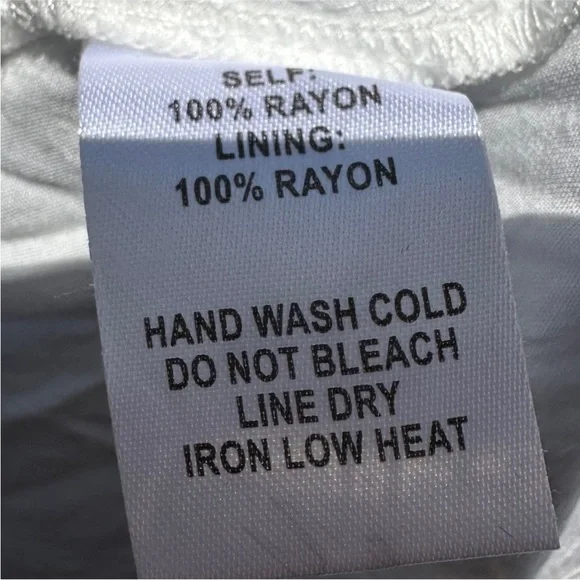 SELF:
100% RAYON
LINING:
100% RAYON
HAND WASH COLD
DO NOT BLEACH
LINE DRY
IRON LOW HEAT